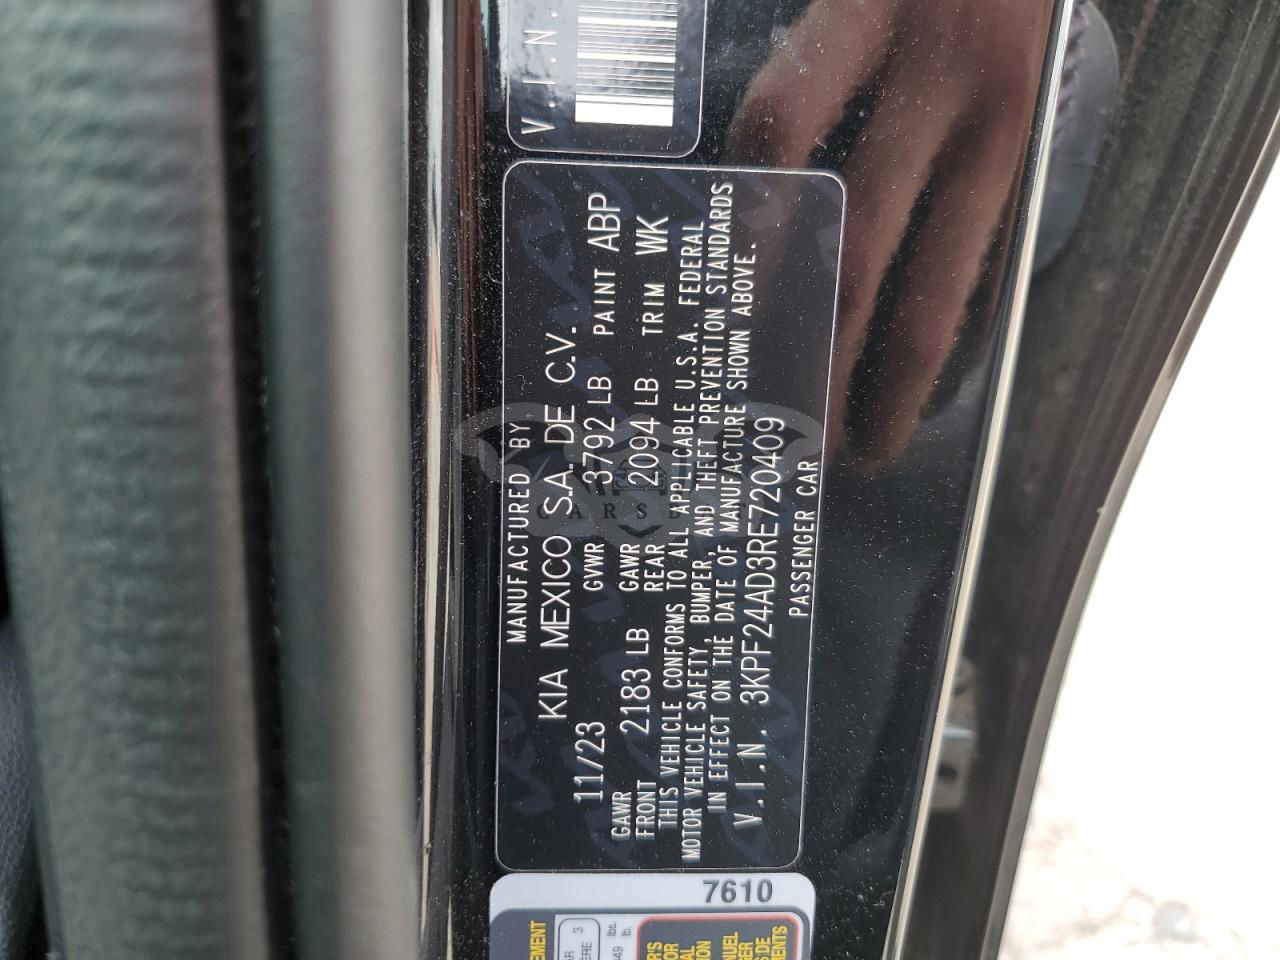 V.I.N.
MANUFACTURED BY
KIA MEXICO S.A. DE C.V.
11/23 GVWR 3792 LB PAINT ABP
GAWR FRONT 2183 LB GAWR REAR 2094 LB TRIM WK
THIS VEHICLE CONFORMS TO ALL APPLICABLE U.S.A. FEDERAL
MOTOR VEHICLE SAFETY, BUMPER, AND THEFT PREVENTION STANDARDS
IN EFFECT ON THE DATE OF MANUFACTURE SHOWN ABOVE.
V.I.N. 3KPF24AD3RE720409
PASSENGER CAR
CARS
7610